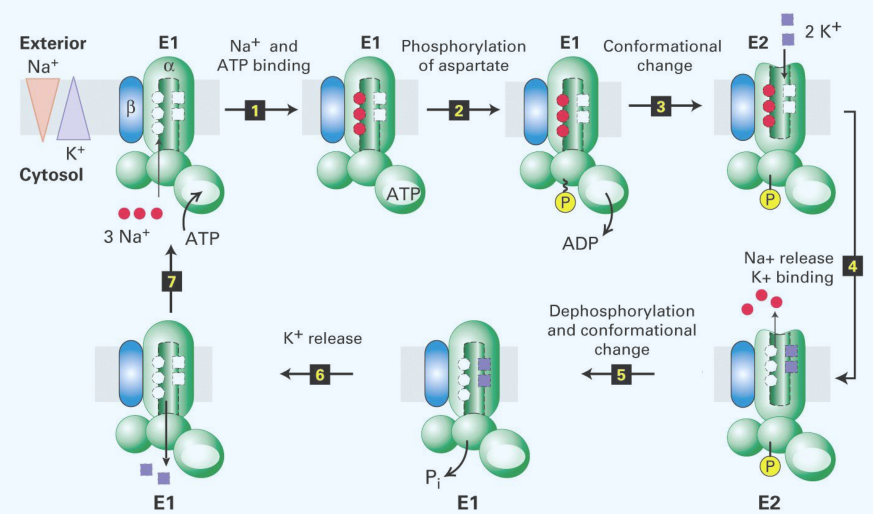 Exterior
Na⁺
K⁺
Cytosol
E1
α
β
3 Na⁺
ATP
Na⁺ and
ATP binding
1
E1
ATP
Phosphorylation
of aspartate
2
E1
P
ADP
Conformational
change
3
E2
2 K⁺
P
4
Na+ release
K+ binding
P
E2
Dephosphorylation
and conformational
change
5
Pᵢ
E1
K⁺ release
6
E1
7